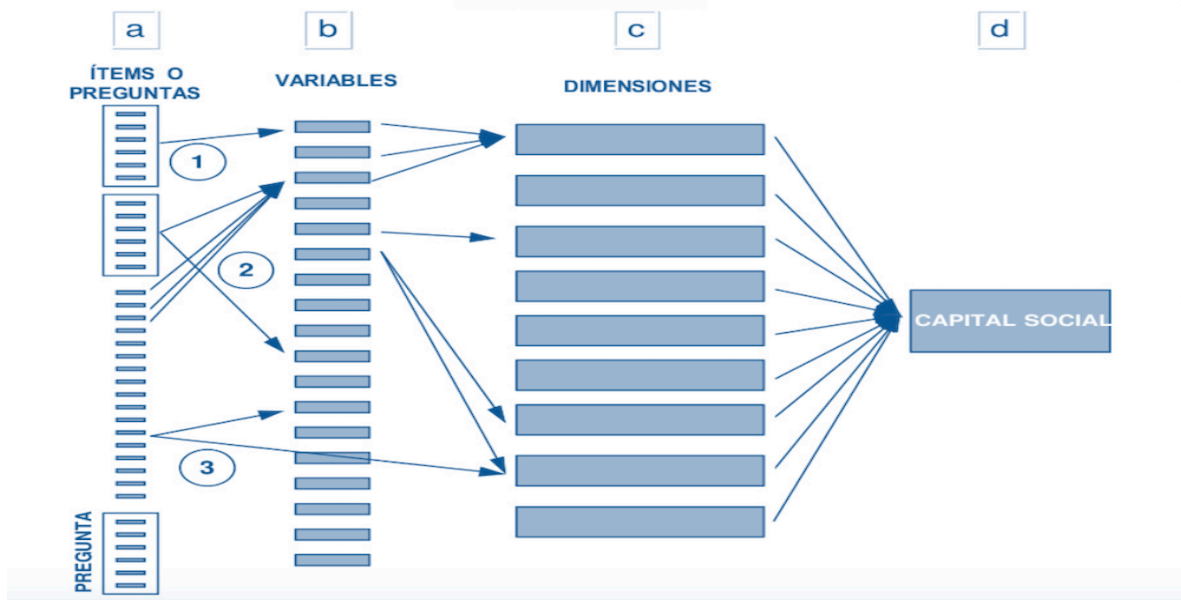 a
b
c
d
ÍTEMS O
PREGUNTAS
VARIABLES
DIMENSIONES
1
2
3
CAPITAL SOCIAL
PREGUNTA